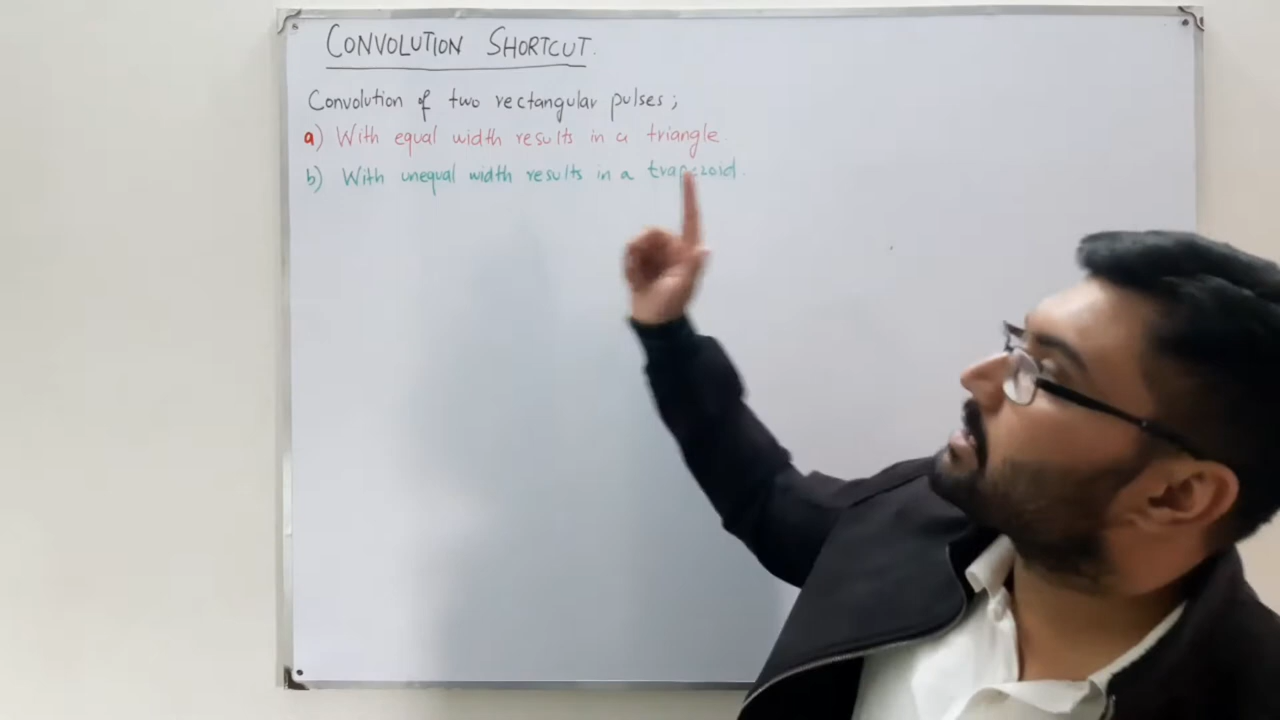 CONVOLUTION SHORTCUT.
Convolution of two rectangular pulses;
a) With equal width results in a triangle.
b) With unequal width results in a trapezoid.